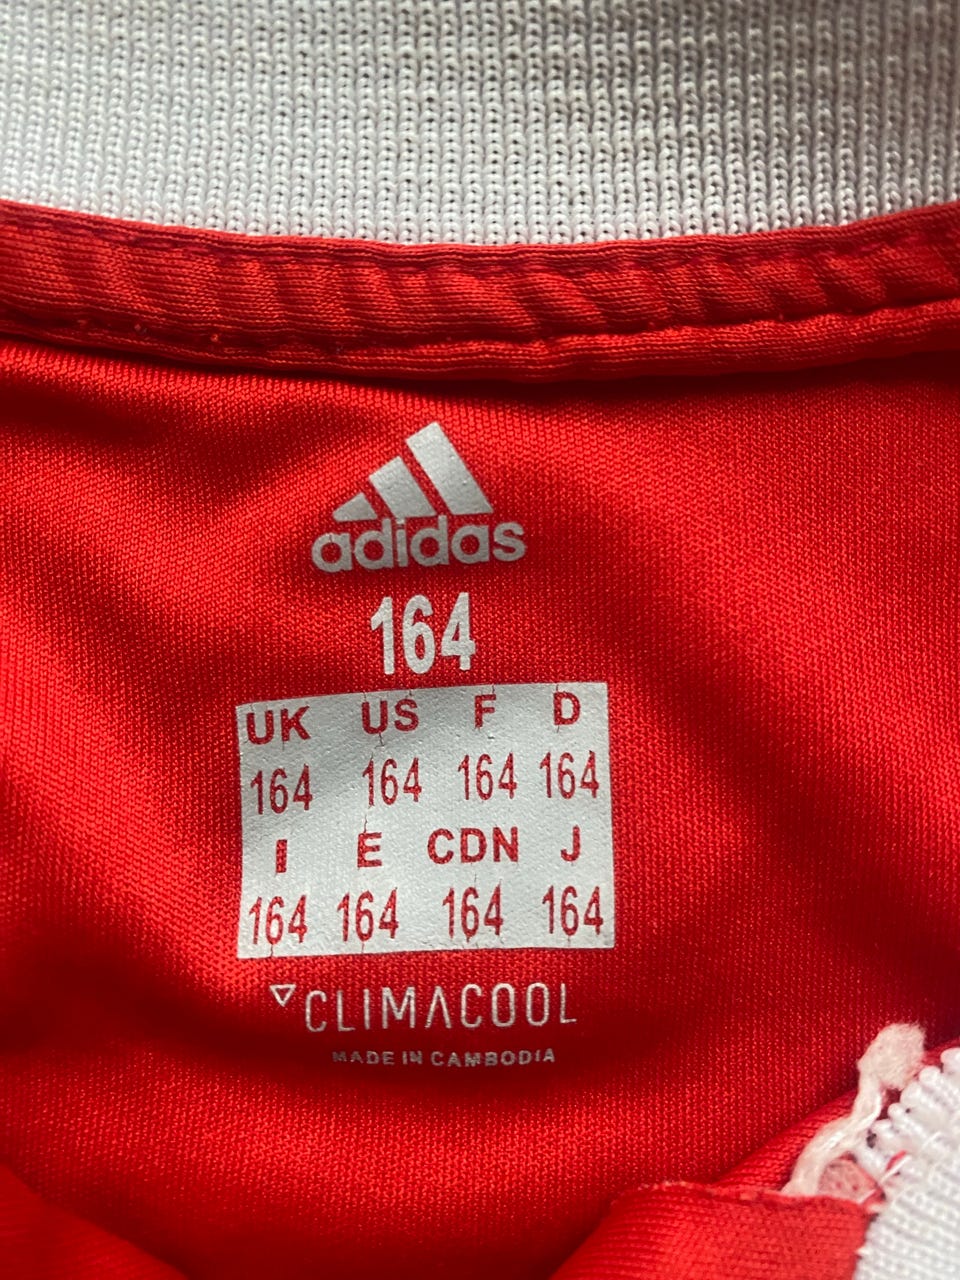 adidas
164
UK US F D
164 164 164 164
I E CDN J
164 164 164 164
CLIMACOOL
MADE IN CAMBODIA